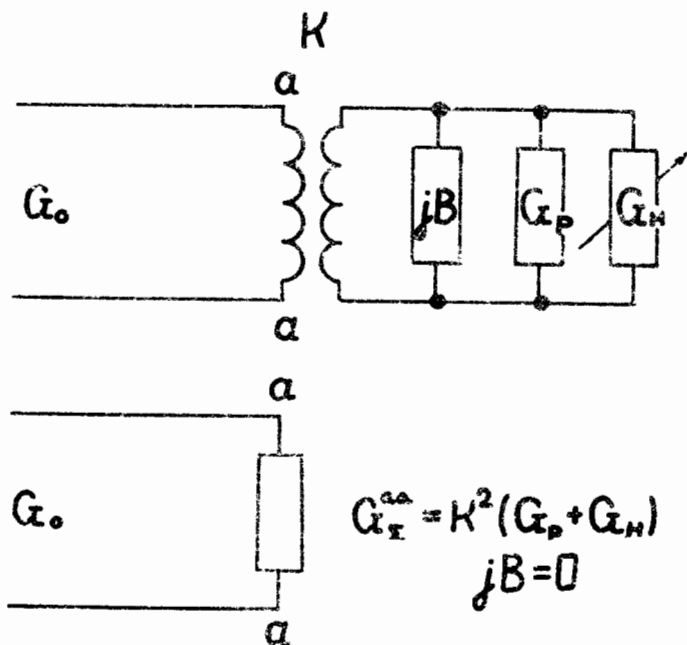 К
a
G₀
jB
Gₚ
Gₙ
a
a
G₀
G_Σ^aa = K²(Gₚ + Gₙ)
jB = 0
a